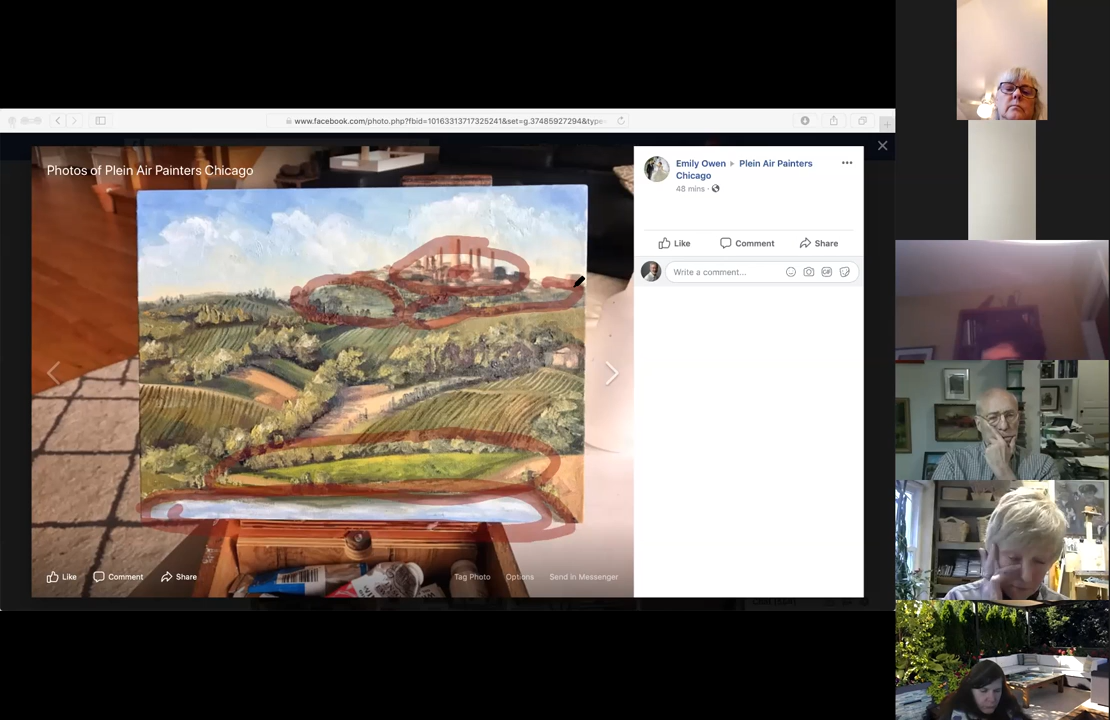 www.facebook.com/photo.php?fbid=10163313717325241&set=g.37485927294&type=
Photos of Plein Air Painters Chicago
Emily Owen ▸ Plein Air Painters
Chicago
48 mins ·
Like Comment Share
Write a comment...
GIF
Like Comment Share
Tag Photo Options Send in Messenger